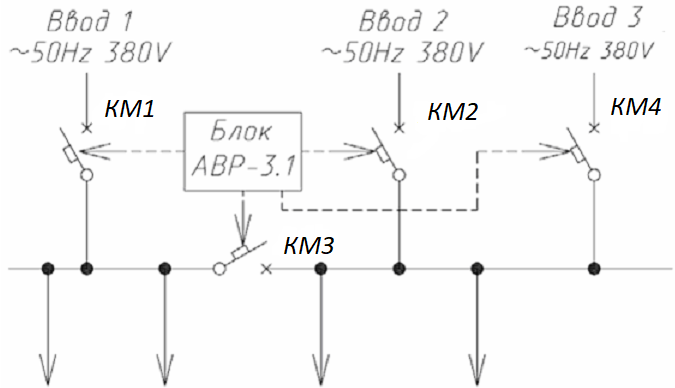 Ввод 1
~50Hz 380V
Ввод 2
~50Hz 380V
Ввод 3
~50Hz 380V
КМ1
КМ2
КМ4
Блок
АВР-3.1
КМ3